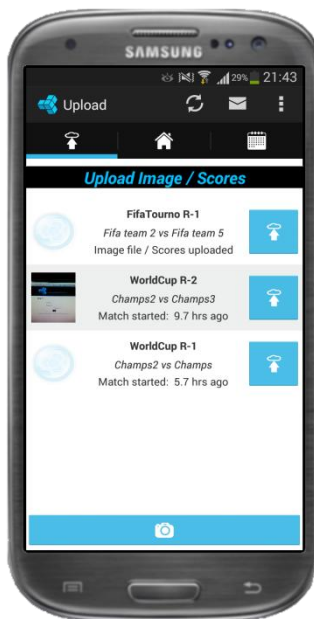 SAMSUNG
29% 21:43
Upload
Upload Image / Scores
FifaTourno R-1
Fifa team 2 vs Fifa team 5
Image file / Scores uploaded
WorldCup R-2
Champs2 vs Champs3
Match started: 9.7 hrs ago
WorldCup R-1
Champs2 vs Champs
Match started: 5.7 hrs ago